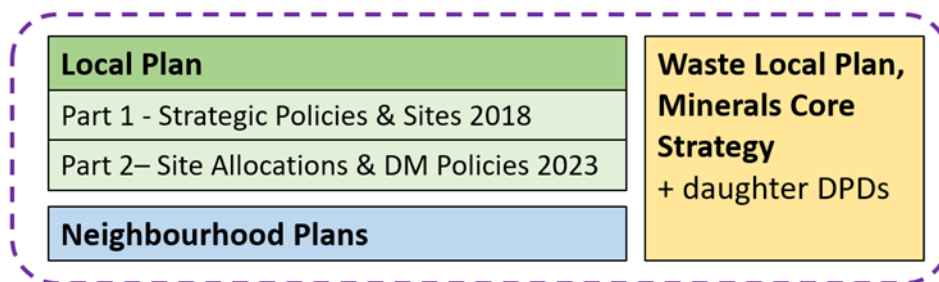 Local Plan
Part 1 - Strategic Policies & Sites 2018
Part 2– Site Allocations & DM Policies 2023
Neighbourhood Plans
Waste Local Plan,
Minerals Core
Strategy
+ daughter DPDs